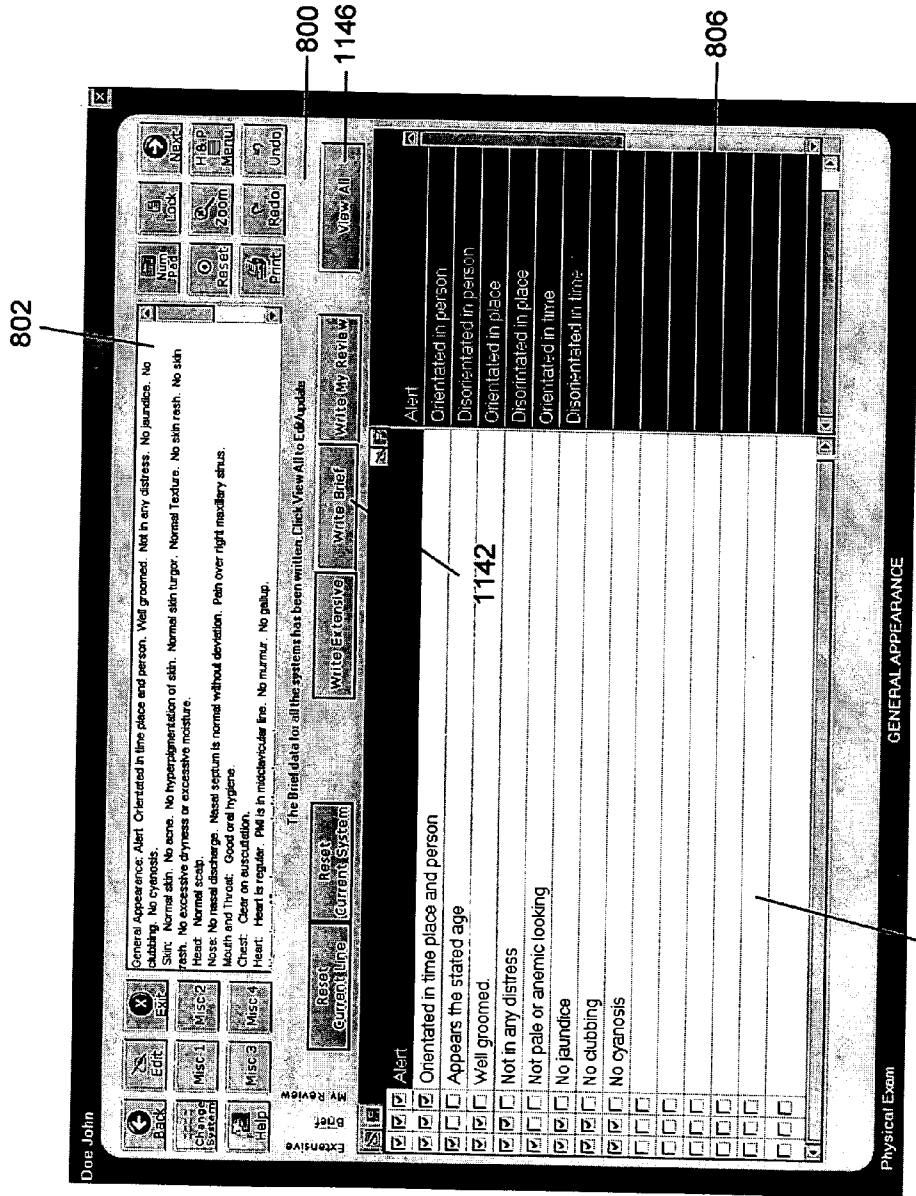 Doe John
X
Back
Edit
Exit
Change System
Misc 1
Misc 2
Help
Misc 3
Misc 4
General Appearance: Alert. Orientated in time place and person. Well groomed. Not in any distress. No jaundice. No
clubbing. No cyanosis.
Skin: Normal skin. No acne. No hyperpigmentation of skin. Normal skin turgor. Normal Texture. No skin rash. No skin
rash. No excessive dryness or excessive moisture.
Head: Normal scalp.
Nose: No nasal discharge. Nasal septum is normal without deviation. Pain over right maxillary sinus.
Mouth and Throat: Good oral hygiene.
Chest: Clear on auscultation.
Heart: Heart is regular. PMI is in midclavicular line. No murmur. No gallup.
Num Pad
Lock
Next
Reset
Zoom
H&P Menu
Print
Redo
Undo
802
800
1146
806
The Brief data for all the systems has been written, Click View All to Edit/update
Extensive
Brief
My Review
Reset Current Line
Reset Current System
Write Extensive
Write Brief
Write My Review
View All
Alert
Orientated in time place and person
Appears the stated age
Well groomed.
Not in any distress
Not pale or anemic looking
No jaundice
No clubbing
No cyanosis
1142
Alert
Orientated in person
Disorientated in person
Orientated in place
Disorintated in place
Orientated in time
Disorientated in time
Physical Exam
GENERAL APPEARANCE